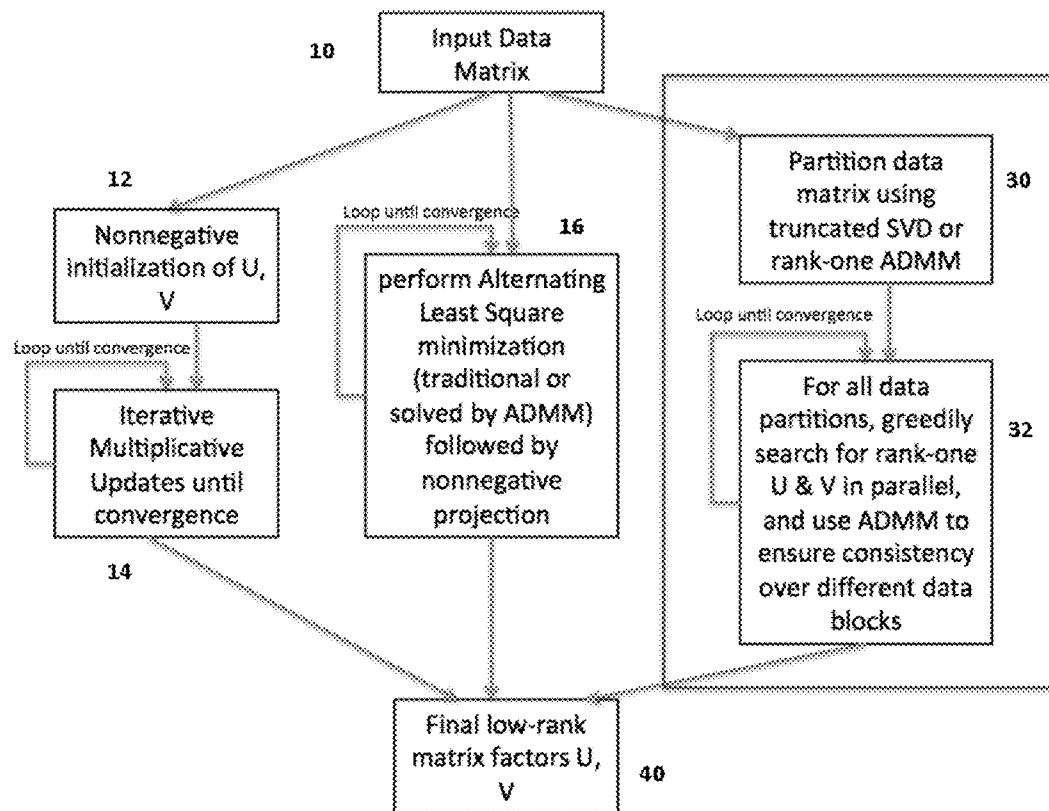 10
Input Data
Matrix
12
Nonnegative
initialization of U,
V
Loop until convergence
Iterative
Multiplicative
Updates until
convergence
14
Loop until convergence
16
perform Alternating
Least Square
minimization
(traditional or
solved by ADMM)
followed by
nonnegative
projection
Partition data
matrix using
truncated SVD or
rank-one ADMM
30
Loop until convergence
For all data
partitions, greedily
search for rank-one
U & V in parallel,
and use ADMM to
ensure consistency
over different data
blocks
32
Final low-rank
matrix factors U,
V
40